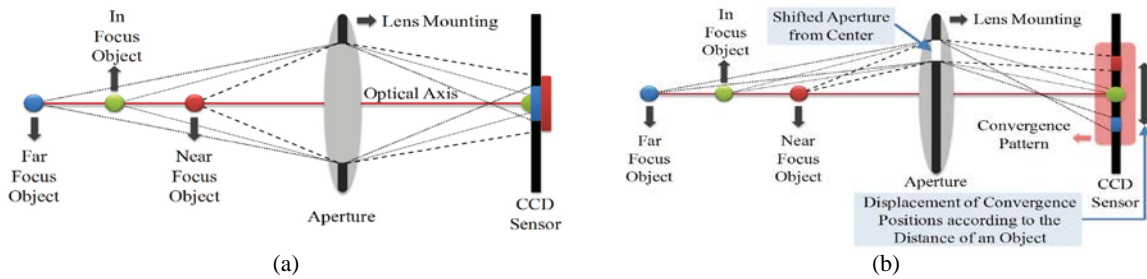 Lens Mounting
In
Focus
Object
Optical Axis
Far
Focus
Object
Near
Focus
Object
Aperture
CCD
Sensor
(a)
In
Focus
Object
Shifted Aperture
from Center
Lens Mounting
Far
Focus
Object
Near
Focus
Object
Convergence
Pattern
Aperture
CCD
Sensor
Displacement of Convergence
Positions according to the
Distance of an Object
(b)